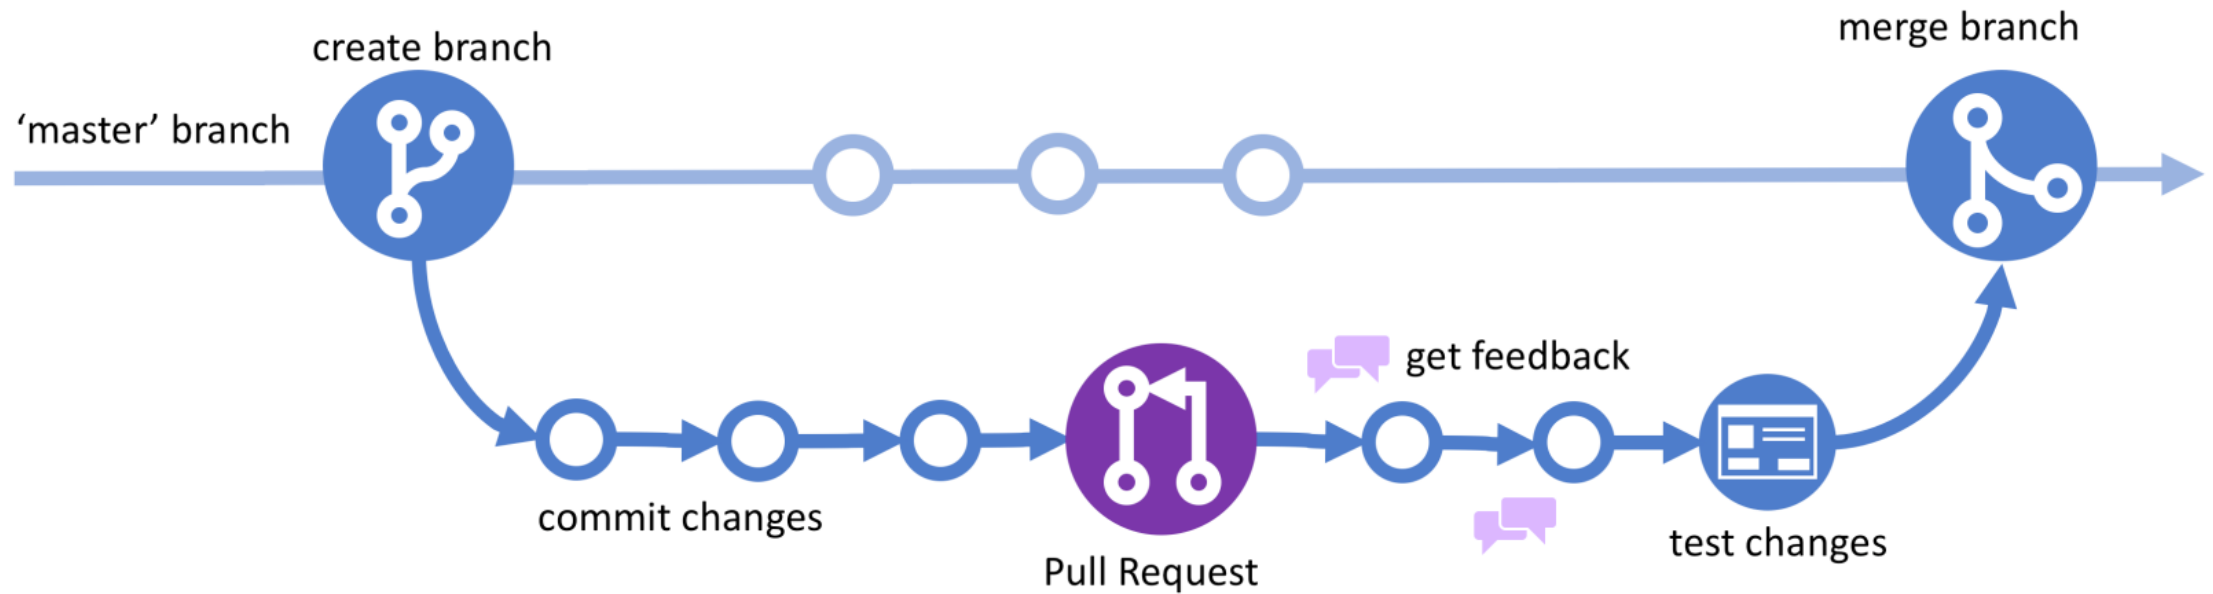 create branch
merge branch
‘master’ branch
get feedback
commit changes
test changes
Pull Request